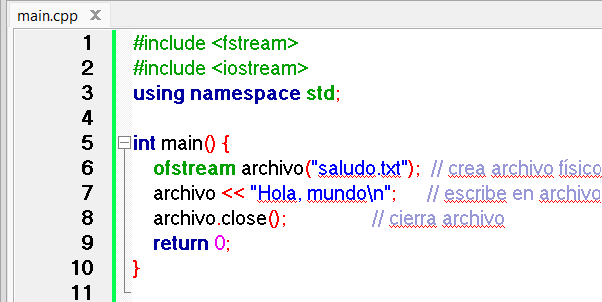 main.cpp X
1 #include <fstream>
2 #include <iostream>
3 using namespace std;
4
5 int main() {
6 ofstream archivo("saludo.txt"); // crea archivo físico
7 archivo << "Hola, mundo\n"; // escribe en archivo
8 archivo.close(); // cierra archivo
9 return 0;
10 }
11